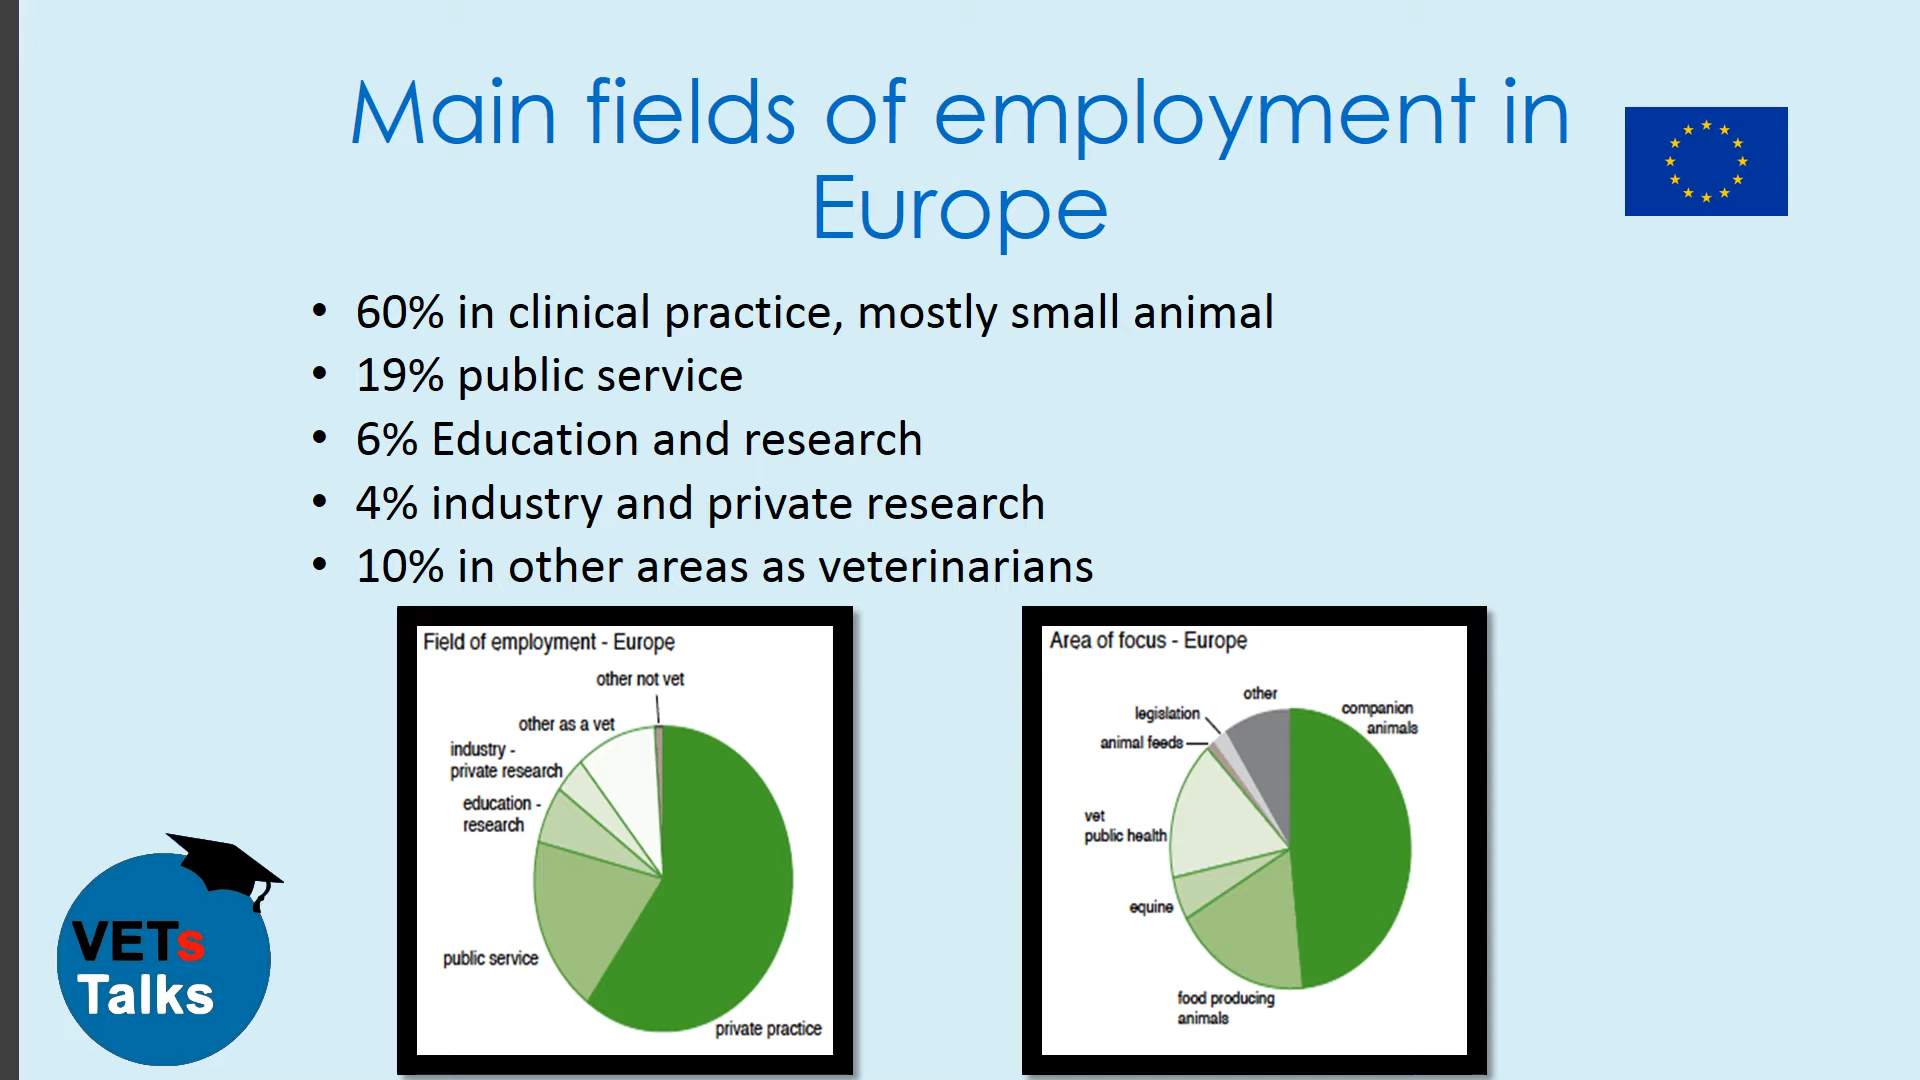 Main fields of employment in
Europe
• 60% in clinical practice, mostly small animal
• 19% public service
• 6% Education and research
• 4% industry and private research
• 10% in other areas as veterinarians
Field of employment - Europe
other not vet
other as a vet
industry -
private research
education -
research
public service
private practice
Area of focus - Europe
other
legislation
companion
animals
animal feeds
vet
public health
equine
food producing
animals
VETs
Talks